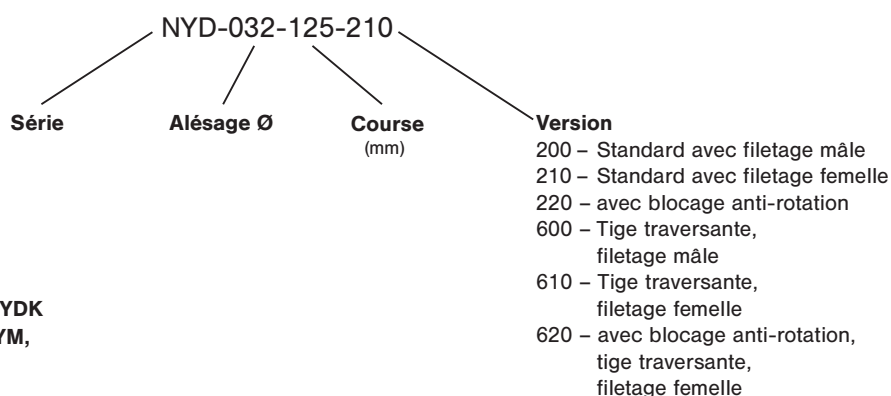 NYD-032-125-210
Série
Alésage Ø
Course
(mm)
Version
200 – Standard avec filetage mâle
210 – Standard avec filetage femelle
220 – avec blocage anti-rotation
600 – Tige traversante,
filetage mâle
610 – Tige traversante,
filetage femelle
620 – avec blocage anti-rotation,
tige traversante,
filetage femelle
YDK
YM,